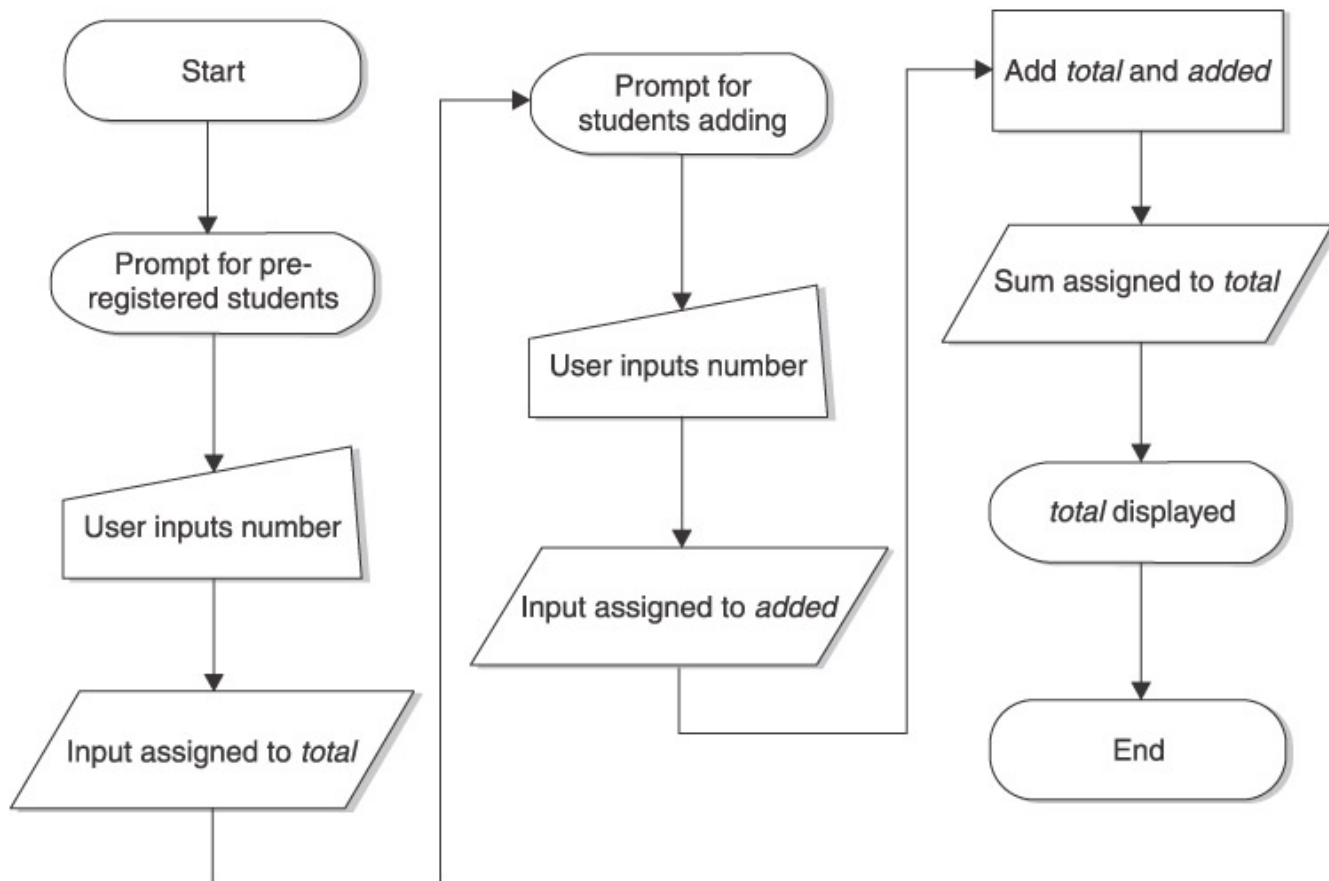 Start
Prompt for pre-
registered students
User inputs number
Input assigned to total
Prompt for
students adding
User inputs number
Input assigned to added
Add total and added
Sum assigned to total
total displayed
End